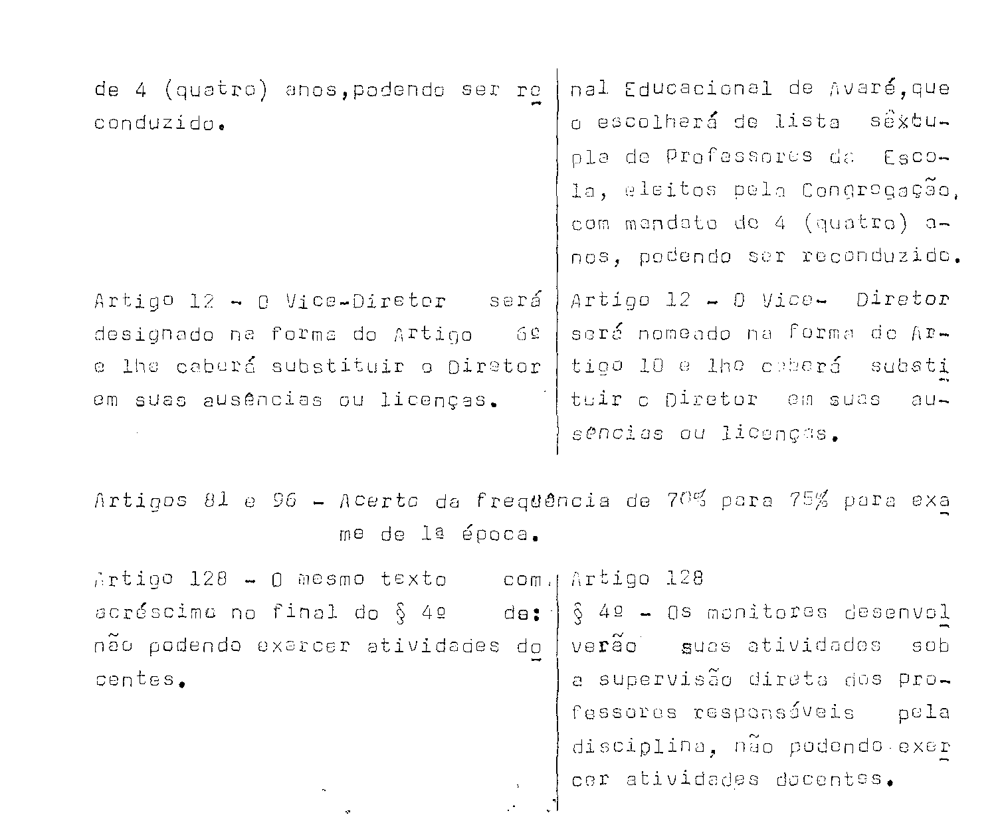 de 4 (quatro) anos,podendo ser re
conduzido.
nal Educacional de Avaré,que
o escolherá de lista sêxtu-
pla de Professores da Esco-
la, eleitos pela Congregação,
com mandato de 4 (quatro) a-
nos, podendo ser reconduzido.
Artigo 12 - O Vice-Diretor será
designado na forma do Artigo 6º
e lhe caberá substituir o Diretor
em suas ausências ou licenças.
Artigo 12 - O Vice- Diretor
será nomeado na forma do Ar-
tigo 10 e lhe caberá substi
tuir o Diretor em suas au-
sências ou licenças.
Artigos 81 e 96 - Acerto da freqüência de 70% para 75% para exa
me de 1ª época.
Artigo 128 - O mesmo texto com
acréscimo no final do § 4º de:
não podendo exercer atividades do
centes.
Artigo 128
§ 4º - Os monitores desenvol
verão suas atividades sob
a supervisão direta dos Pro-
fessores responsáveis pela
disciplina, não podendo exer
cer atividades docentes.